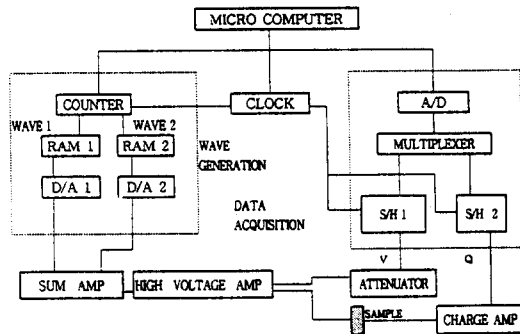 MICRO COMPUTER
COUNTER
CLOCK
A/D
WAVE 1
WAVE 2
RAM 1
RAM 2
WAVE
GENERATION
MULTIPLEXER
D/A 1
D/A 2
DATA
ACQUISITION
S/H 1
S/H 2
V
Q
SUM AMP
HIGH VOLTAGE AMP
ATTENUATOR
SAMPLE
CHARGE AMP